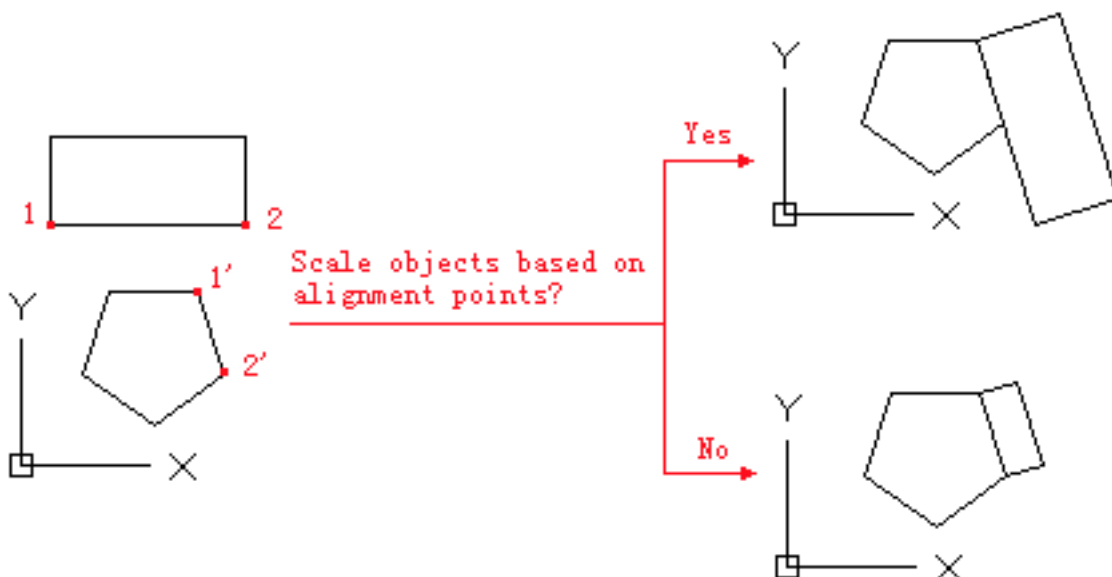 Y
Yes
X
1
2
Scale objects based on
alignment points?
1'
Y
2'
X
Y
No
X